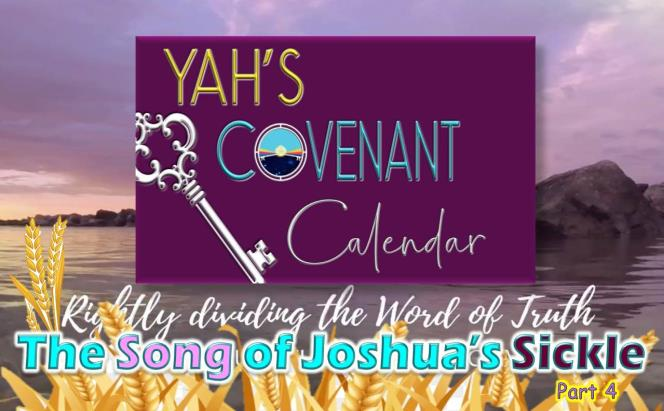 YAH'S
COVENANT
Calendar
Rightly dividing the Word of Truth
The Song of Joshua's Sickle
Part 4